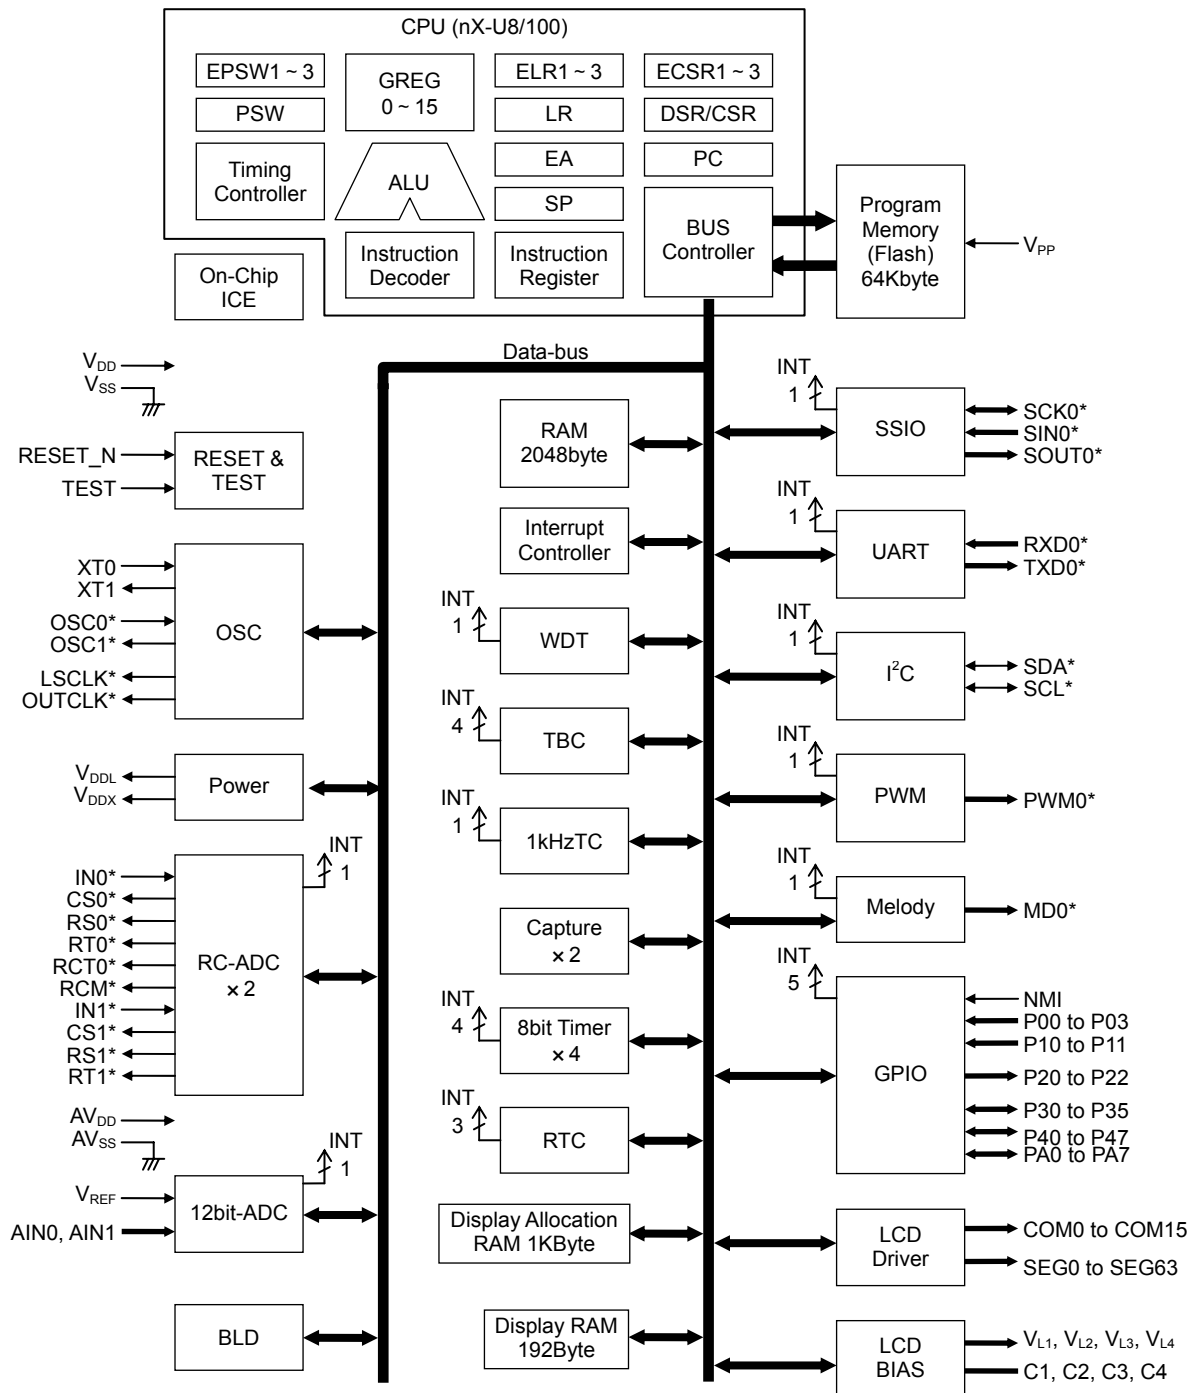 CPU (nX-U8/100)
EPSW1 ~ 3
GREG
0 ~ 15
ELR1 ~ 3
ECSR1 ~ 3
PSW
LR
DSR/CSR
Timing
Controller
ALU
EA
PC
SP
BUS
Controller
Program
Memory
(Flash)
64Kbyte
VPP
On-Chip
ICE
Instruction
Decoder
Instruction
Register
Data-bus
VDD
VSS
RESET_N
TEST
RESET &
TEST
XT0
XT1
OSC0*
OSC1*
LSCLK*
OUTCLK*
OSC
VDDL
VDDX
Power
IN0*
CS0*
RS0*
RT0*
RCT0*
RCM*
IN1*
CS1*
RS1*
RT1*
RC-ADC
× 2
INT
1
AVDD
AVSS
VREF
AIN0, AIN1
12bit-ADC
INT
1
BLD
RAM
2048byte
Interrupt
Controller
INT
1
WDT
INT
4
TBC
INT
1
1kHzTC
Capture
× 2
INT
4
8bit Timer
× 4
INT
3
RTC
Display Allocation
RAM 1KByte
Display RAM
192Byte
INT
1
SSIO
SCK0*
SIN0*
SOUT0*
INT
1
UART
RXD0*
TXD0*
INT
1
I²C
SDA*
SCL*
INT
1
PWM
PWM0*
INT
1
Melody
MD0*
INT
5
GPIO
NMI
P00 to P03
P10 to P11
P20 to P22
P30 to P35
P40 to P47
PA0 to PA7
LCD
Driver
COM0 to COM15
SEG0 to SEG63
LCD
BIAS
VL1, VL2, VL3, VL4
C1, C2, C3, C4